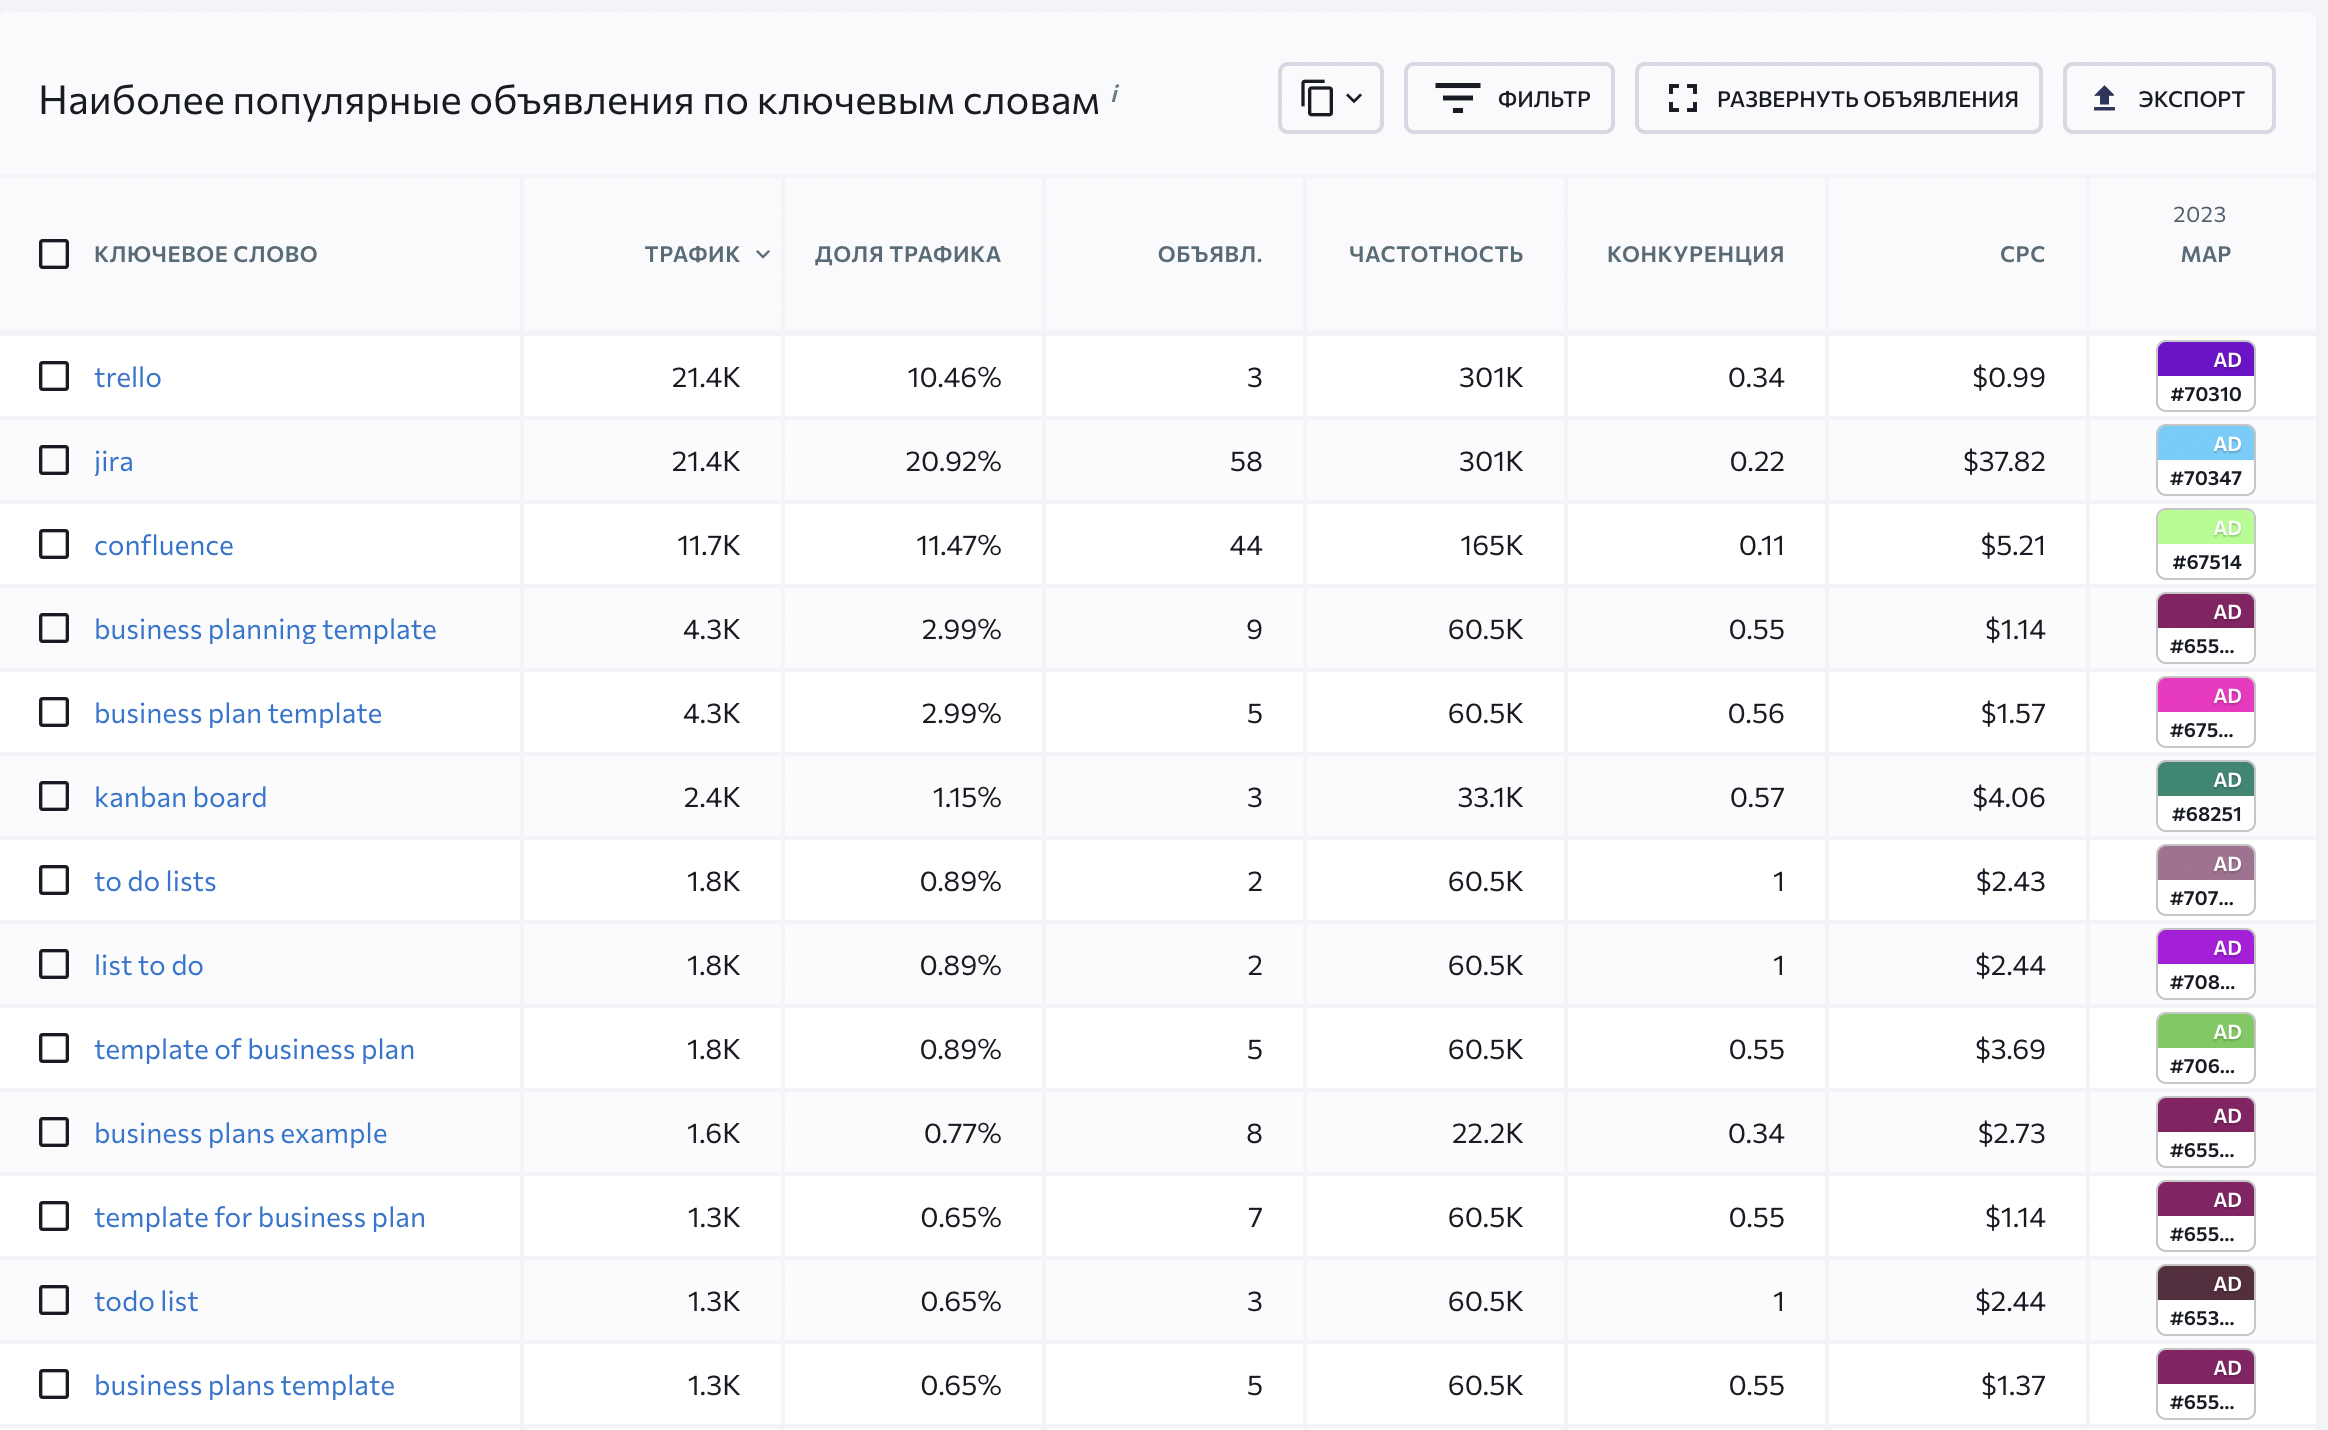 Наиболее популярные объявления по ключевым словам i
ФИЛЬТР
РАЗВЕРНУТЬ ОБЪЯВЛЕНИЯ
ЭКСПОРТ
КЛЮЧЕВОЕ СЛОВО ТРАФИК ДОЛЯ ТРАФИКА ОБЪЯВЛ. ЧАСТОТНОСТЬ КОНКУРЕНЦИЯ CPC 2023 МАР
trello 21.4K 10.46% 3 301K 0.34 $0.99 AD #70310
jira 21.4K 20.92% 58 301K 0.22 $37.82 AD #70347
confluence 11.7K 11.47% 44 165K 0.11 $5.21 AD #67514
business planning template 4.3K 2.99% 9 60.5K 0.55 $1.14 AD #655...
business plan template 4.3K 2.99% 5 60.5K 0.56 $1.57 AD #675...
kanban board 2.4K 1.15% 3 33.1K 0.57 $4.06 AD #68251
to do lists 1.8K 0.89% 2 60.5K 1 $2.43 AD #707...
list to do 1.8K 0.89% 2 60.5K 1 $2.44 AD #708...
template of business plan 1.8K 0.89% 5 60.5K 0.55 $3.69 AD #706...
business plans example 1.6K 0.77% 8 22.2K 0.34 $2.73 AD #655...
template for business plan 1.3K 0.65% 7 60.5K 0.55 $1.14 AD #655...
todo list 1.3K 0.65% 3 60.5K 1 $2.44 AD #653...
business plans template 1.3K 0.65% 5 60.5K 0.55 $1.37 AD #655...